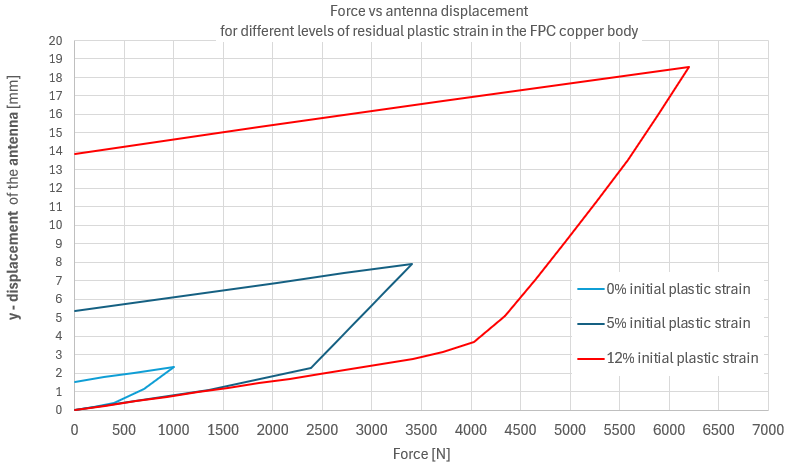 Force vs antenna displacement
for different levels of residual plastic strain in the FPC copper body
y - displacement of the antenna [mm]
20
19
18
17
16
15
14
13
12
11
10
9
8
7
6
5
4
3
2
1
0
0% initial plastic strain
5% initial plastic strain
12% initial plastic strain
0 500 1000 1500 2000 2500 3000 3500 4000 4500 5000 5500 6000 6500 7000
Force [N]